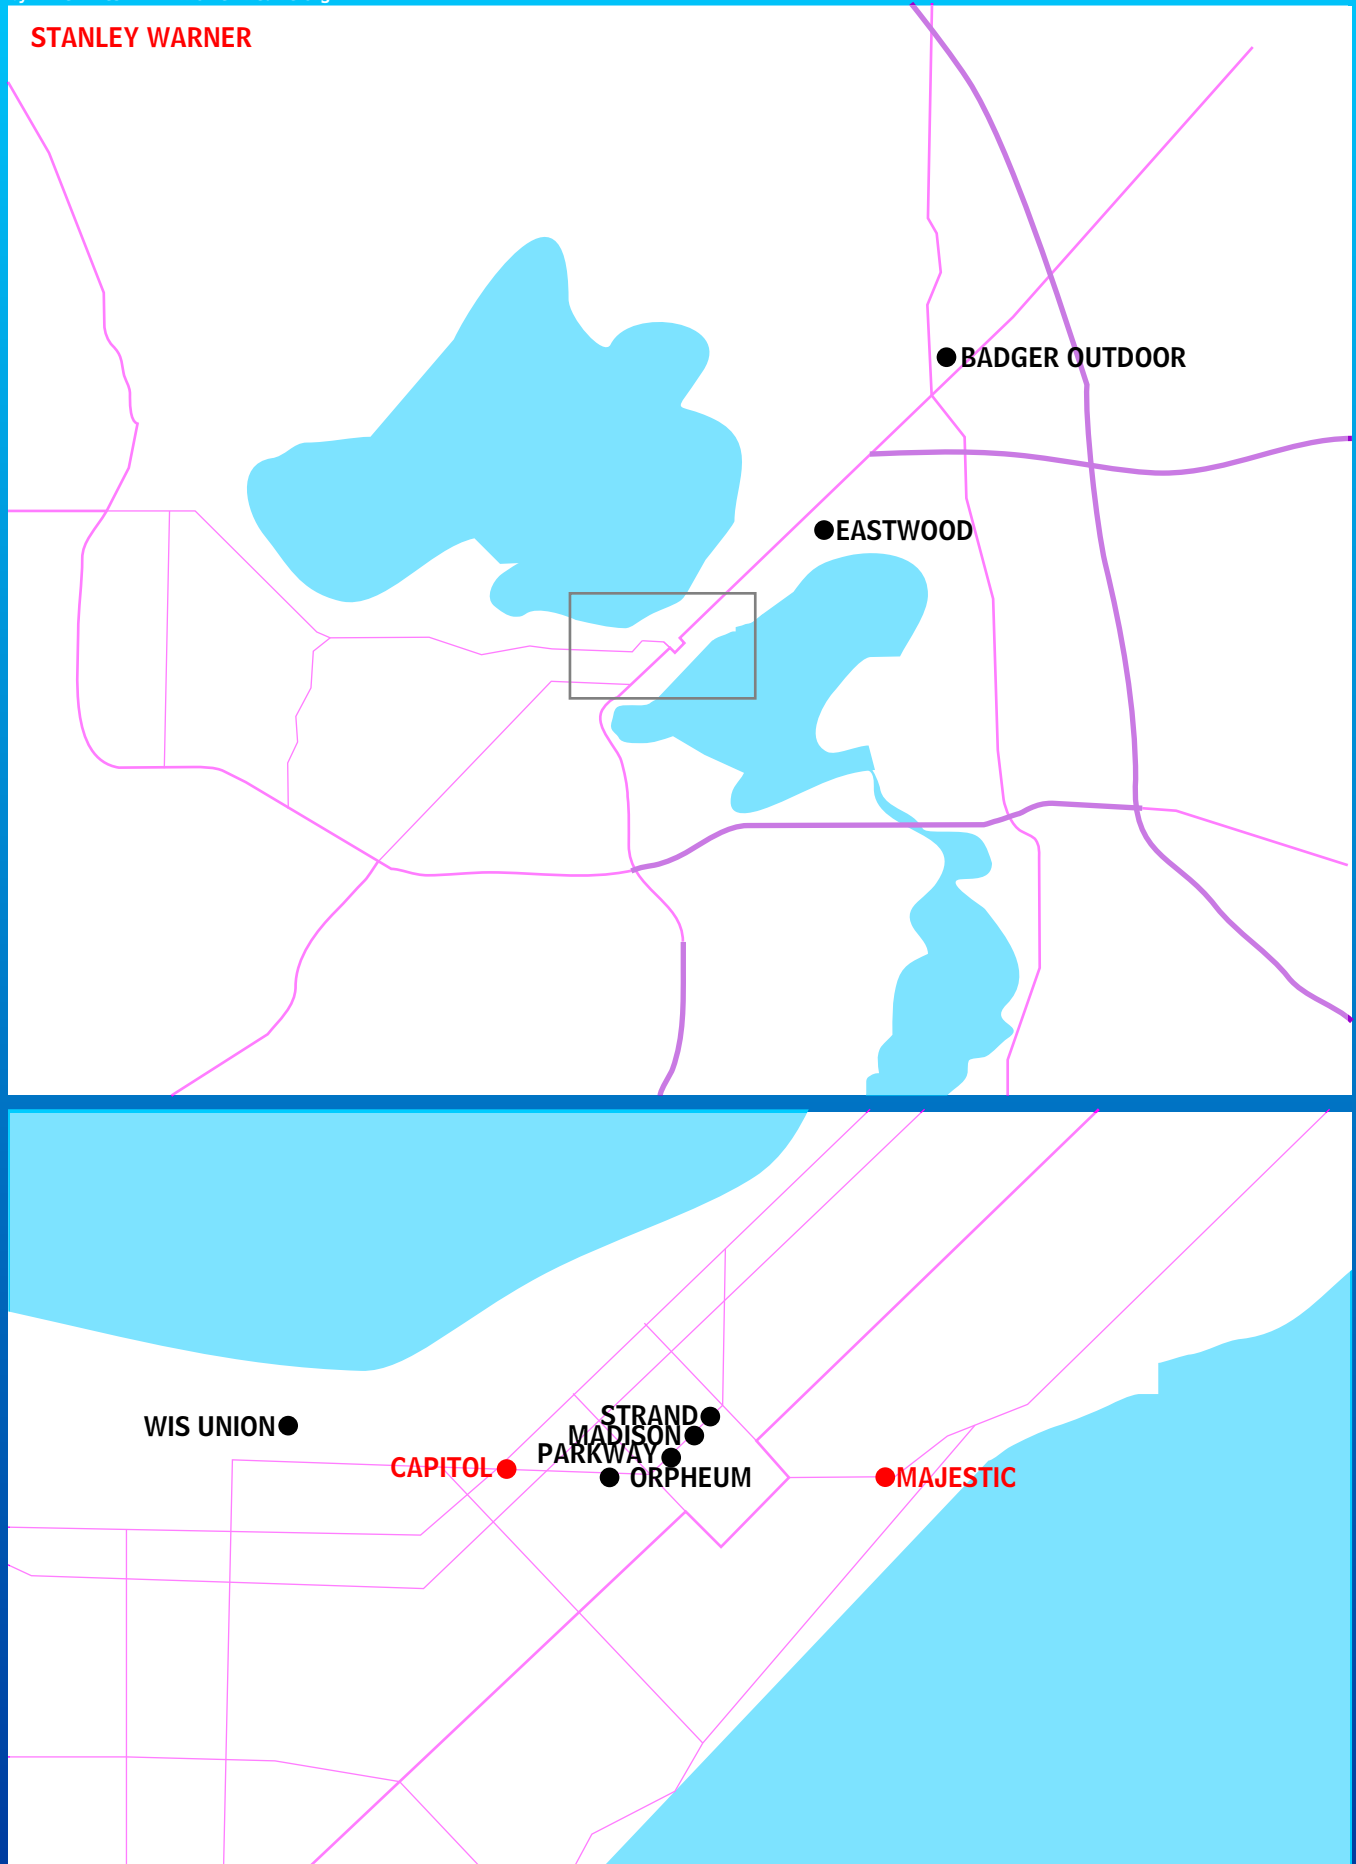 STANLEY WARNER
BADGER OUTDOOR
EASTWOOD
STRAND
WIS UNION
MADISON
PARKWAY
CAPITOL
ORPHEUM
MAJESTIC